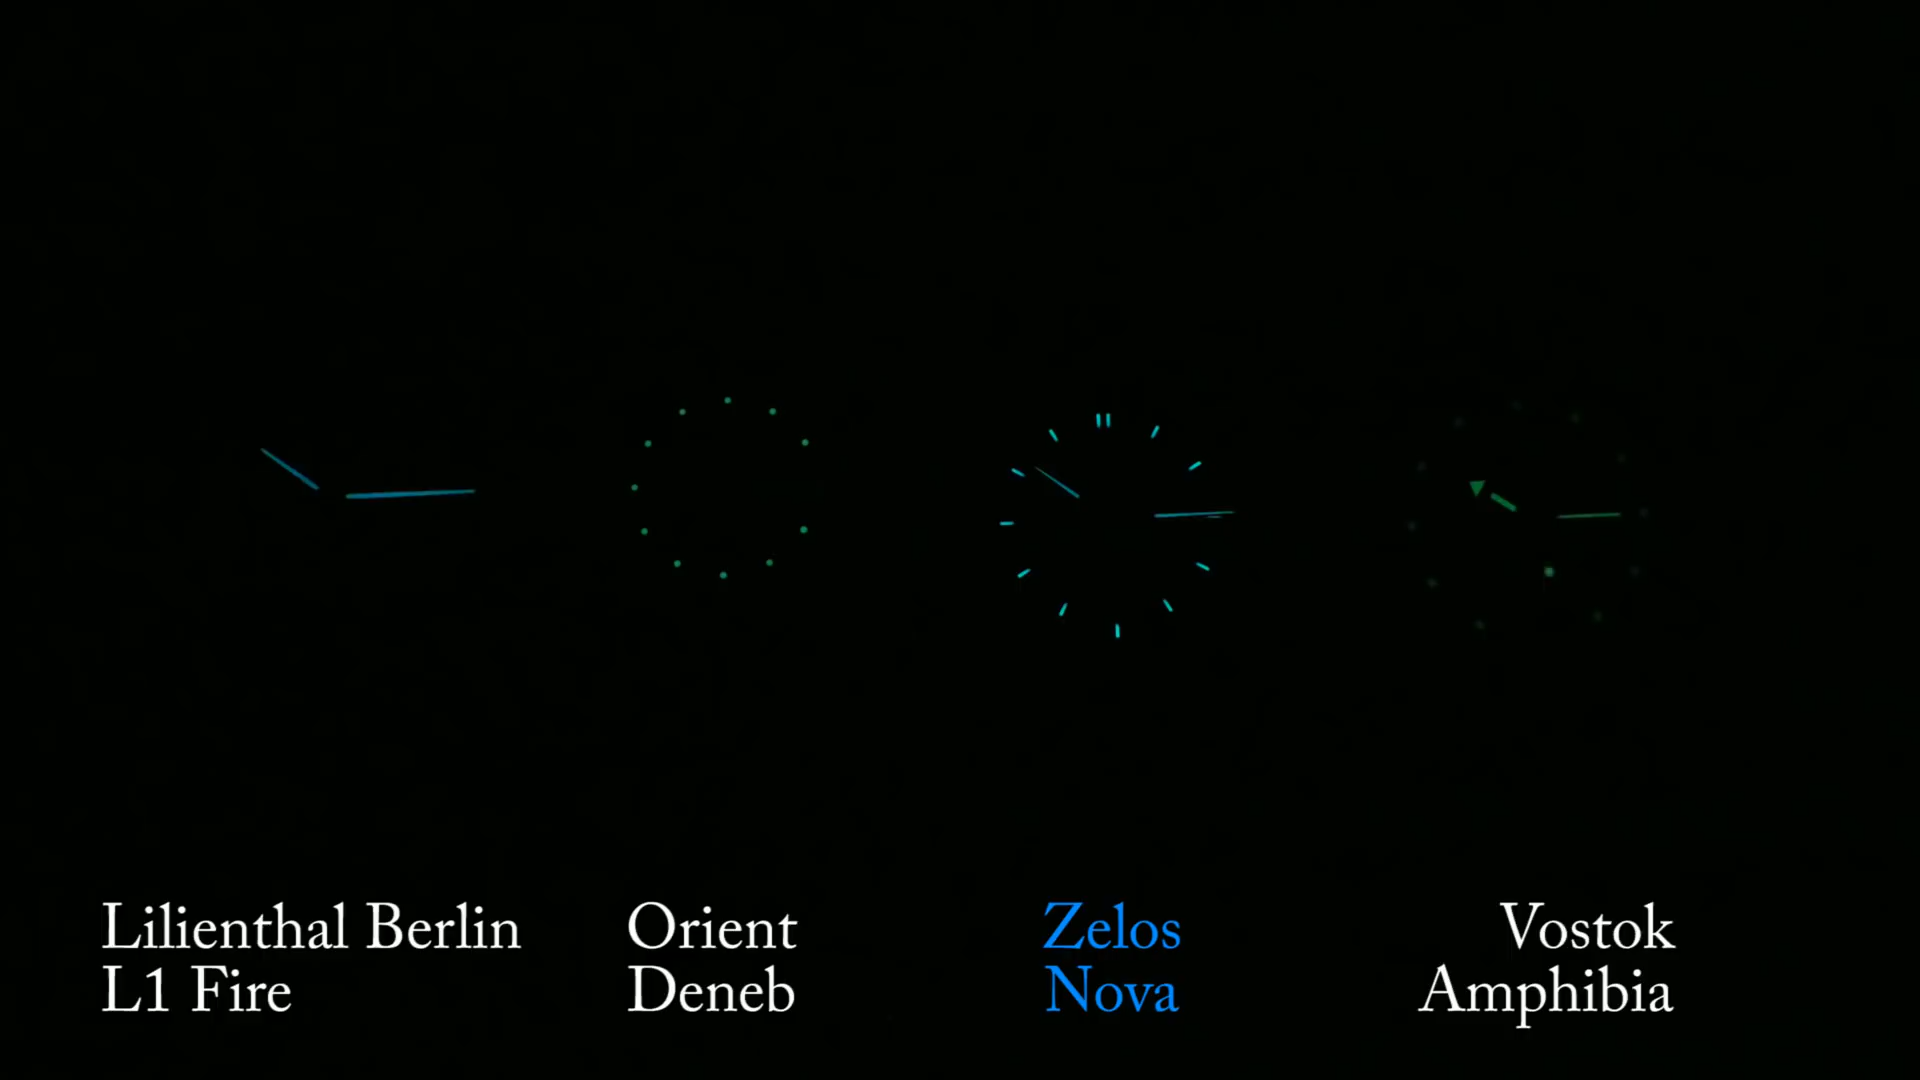 Lilienthal Berlin
L1 Fire
Orient
Deneb
Zelos
Nova
Vostok
Amphibia